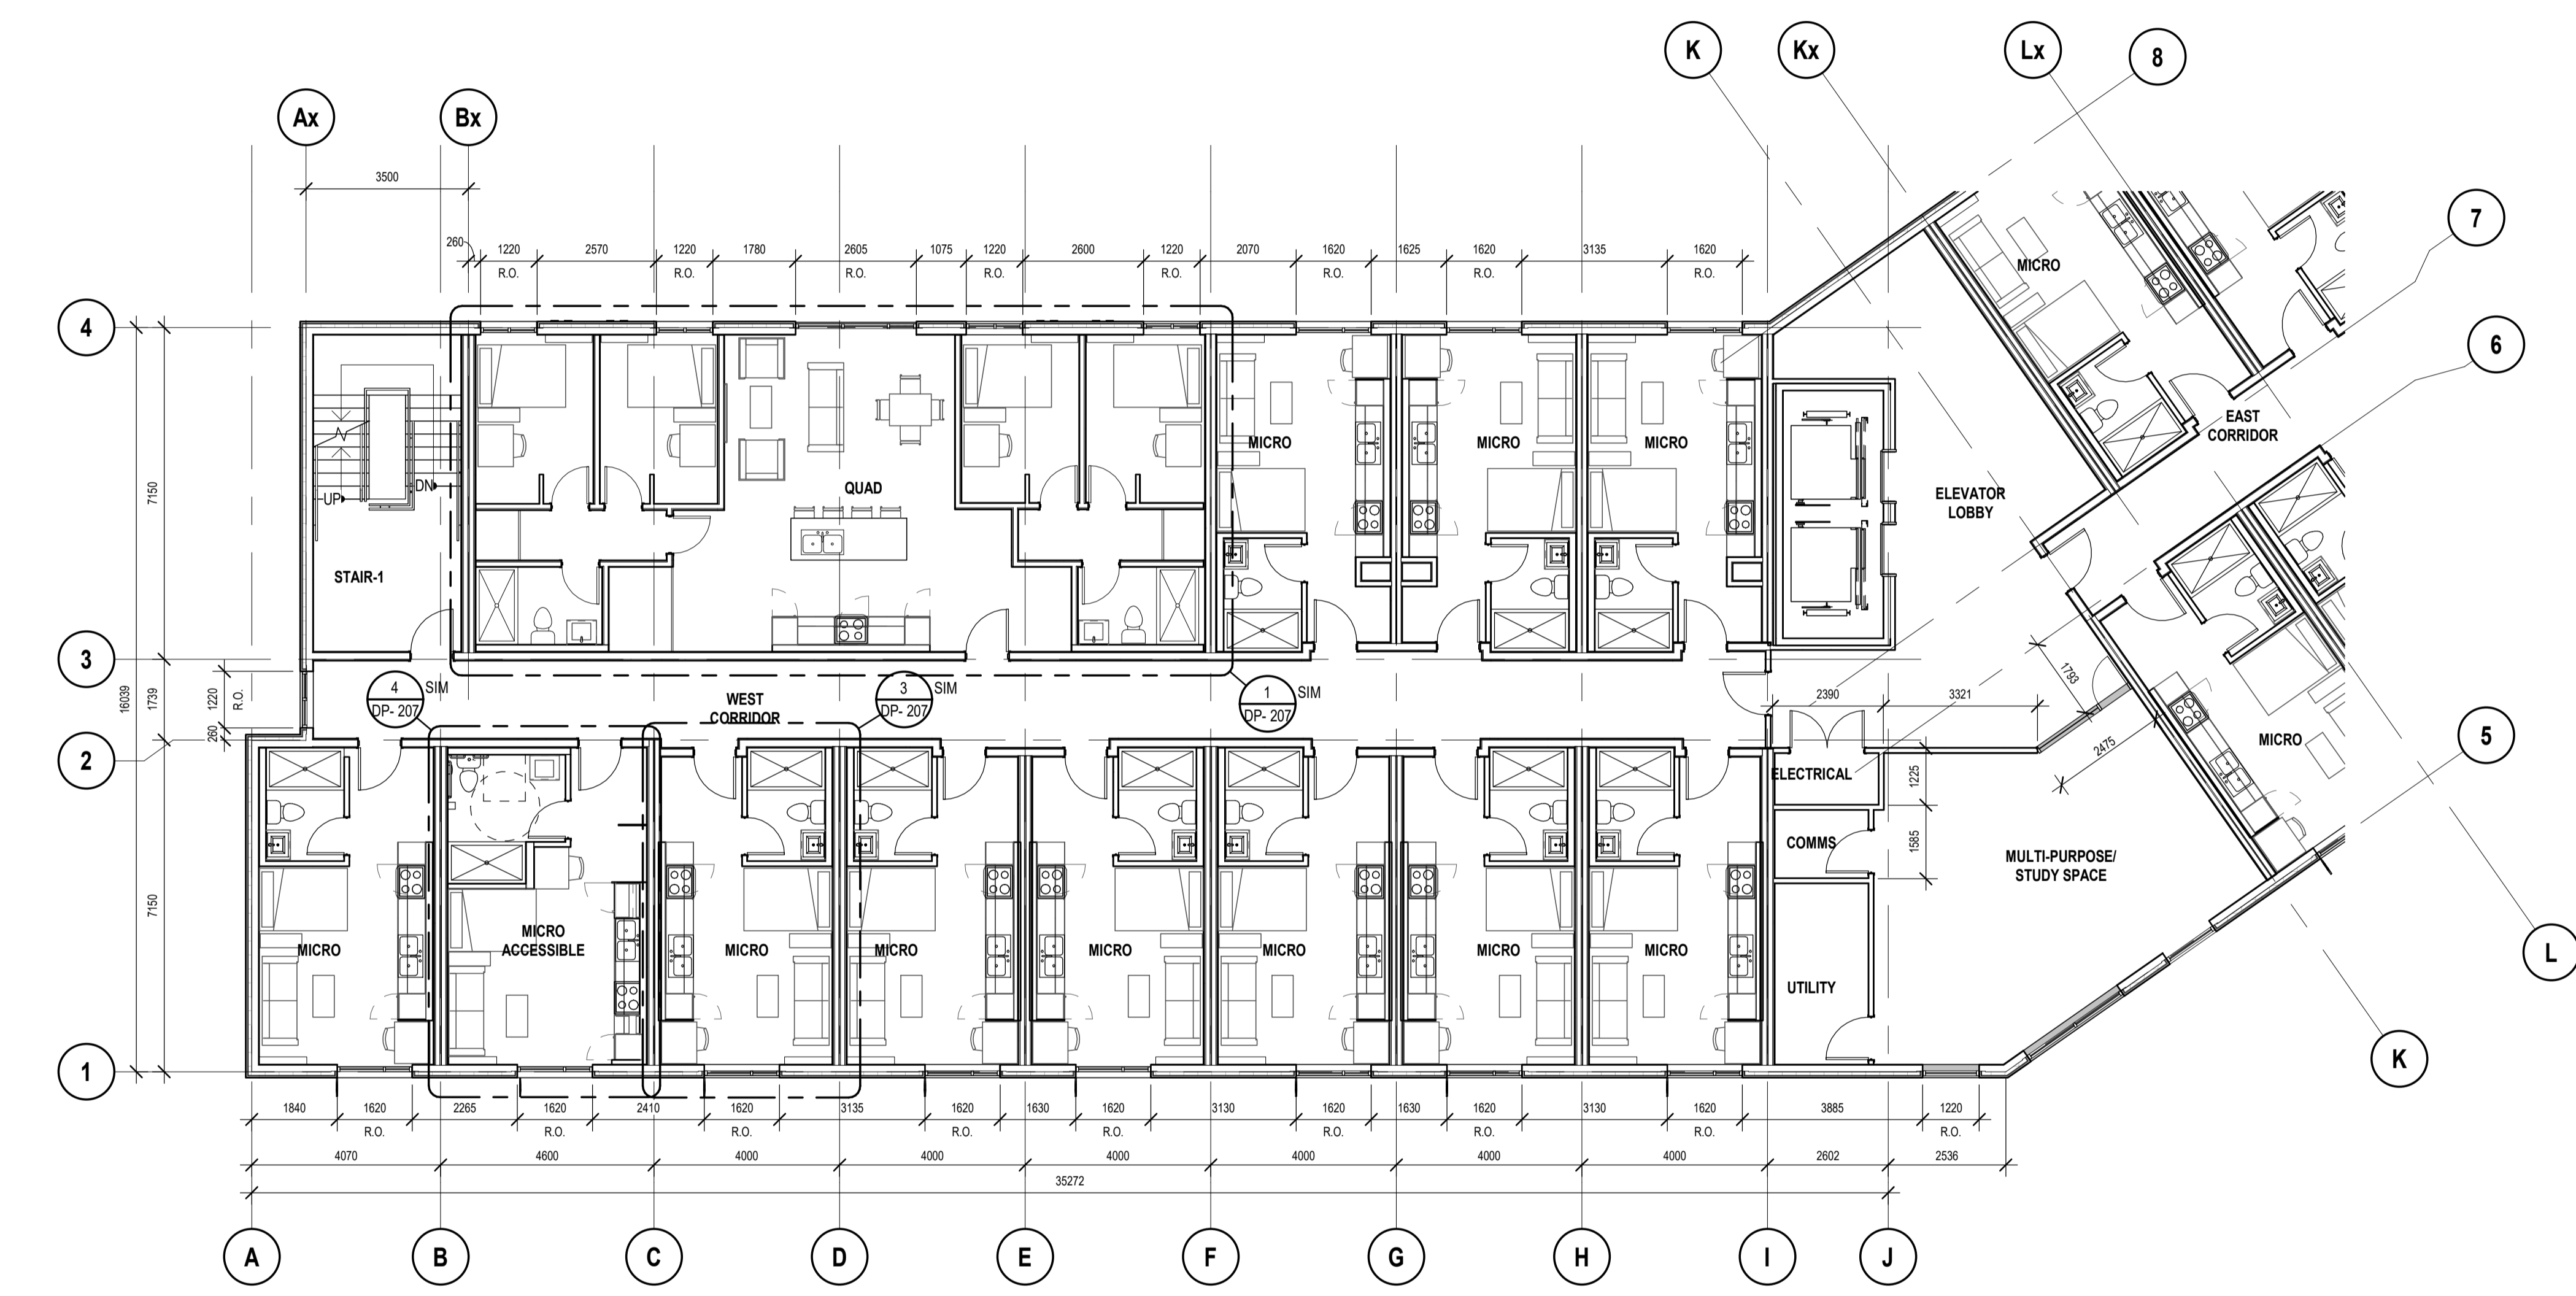 K
Kx
Lx
8
Ax
Bx
7
3500
260
1220
2570
1220
1780
2605
1075
1220
2600
1220
2070
1620
1625
1620
3135
1620
R.O.
R.O.
R.O.
R.O.
R.O.
R.O.
R.O.
R.O.
MICRO
4
6
EAST
CORRIDOR
MICRO
MICRO
MICRO
QUAD
UP
DN
ELEVATOR
LOBBY
7150
STAIR-1
3
16039
1739
1220
R.O.
260
4
DP- 207
SIM
WEST
CORRIDOR
3
DP- 207
SIM
1
DP- 207
SIM
2390
3321
1793
2475
MICRO
5
2
ELECTRICAL
1225
COMMS
1585
MULTI-PURPOSE/
STUDY SPACE
7150
MICRO
MICRO
ACCESSIBLE
MICRO
MICRO
MICRO
MICRO
MICRO
MICRO
UTILITY
L
K
1
1840
1620
2265
1620
2410
1620
3135
1620
1630
1620
3130
1620
1630
1620
3130
1620
3885
1220
R.O.
R.O.
R.O.
R.O.
R.O.
R.O.
R.O.
R.O.
R.O.
4070
4600
4000
4000
4000
4000
4000
4000
2602
2536
35272
A
B
C
D
E
F
G
H
I
J